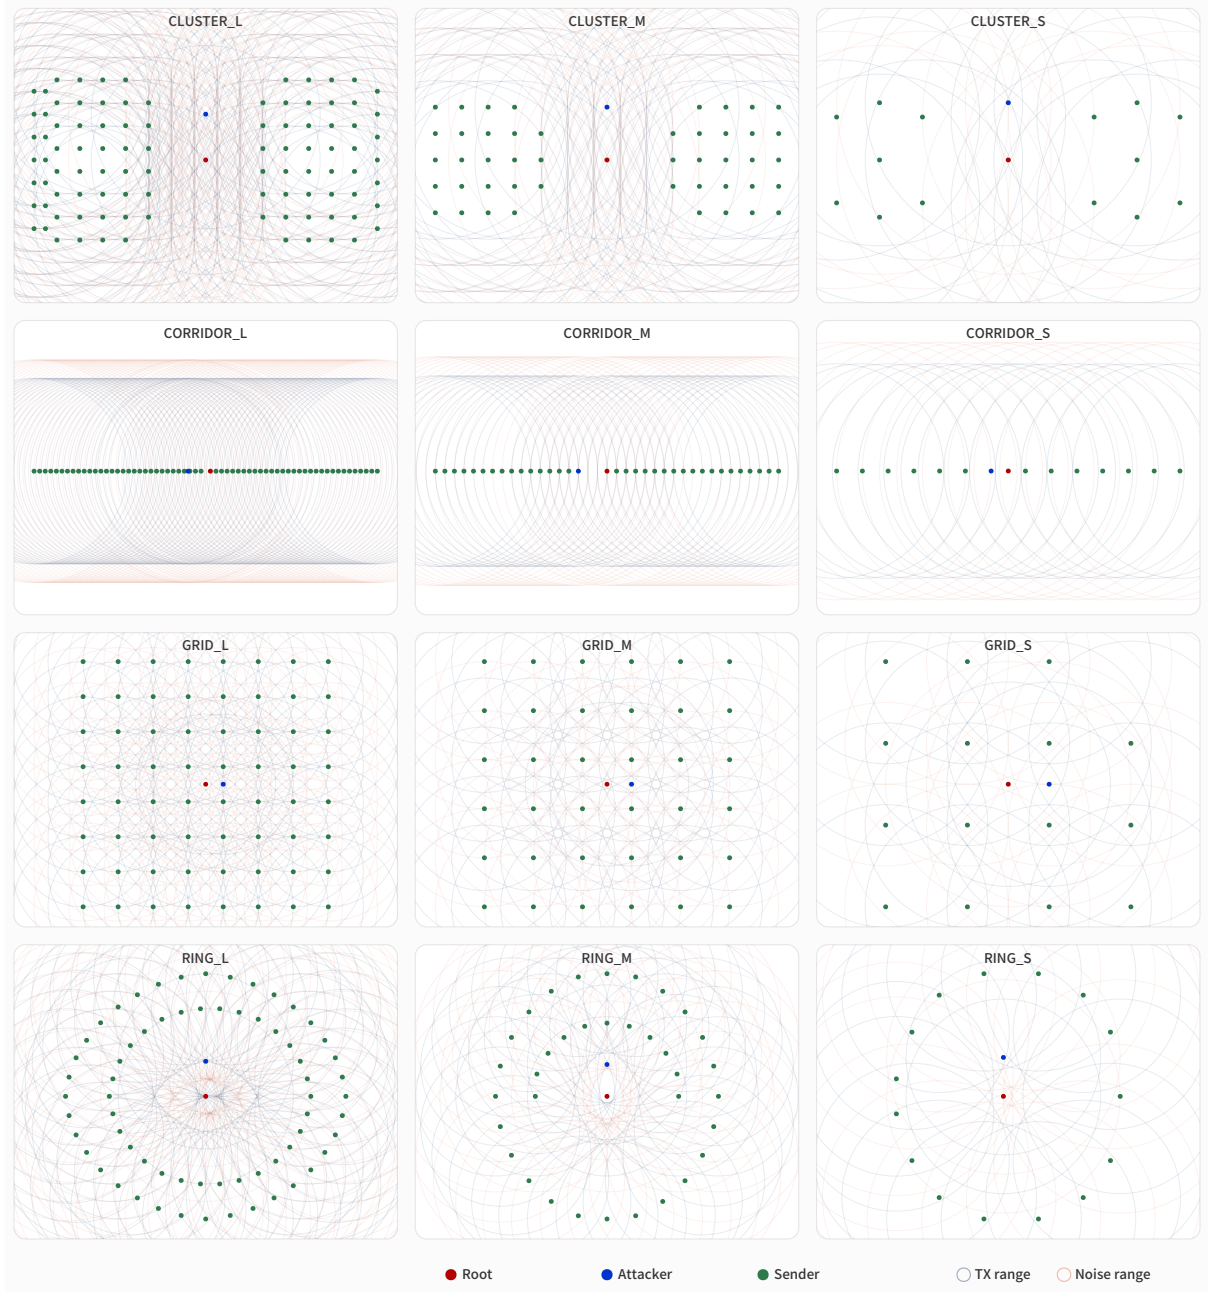 CLUSTER_L
CLUSTER_M
CLUSTER_S
CORRIDOR_L
CORRIDOR_M
CORRIDOR_S
GRID_L
GRID_M
GRID_S
RING_L
RING_M
RING_S
Root
Attacker
Sender
TX range
Noise range